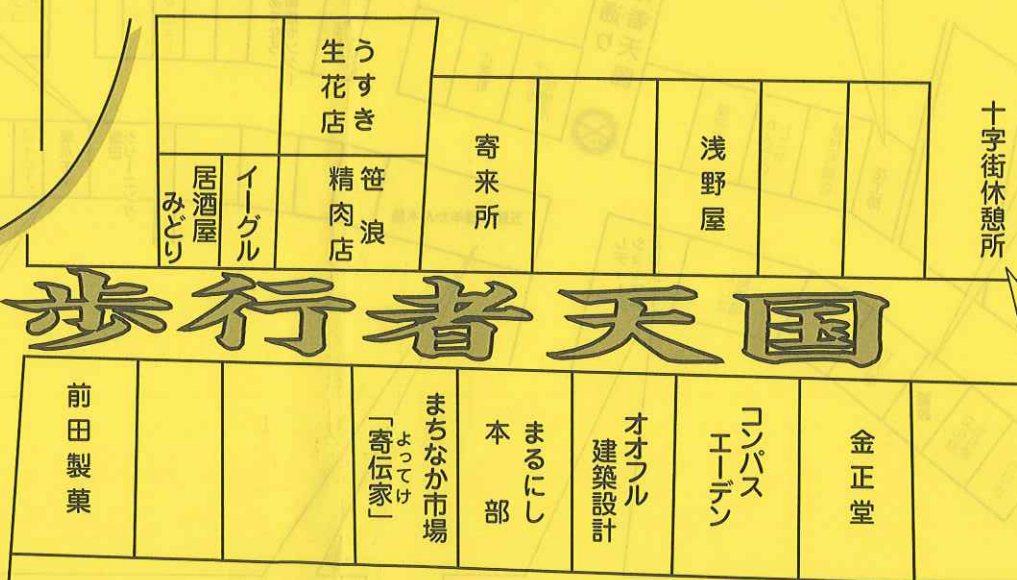 うすき
生花店
笹浪
精肉店
イーグル
居酒屋
みどり
寄来所
浅野屋
十字街休憩所
歩行者天国
前田製菓
まちなか市場
よってけ
「寄伝家」
まるにし
本部
オオフル
建築設計
コンパス
エーデン
金正堂